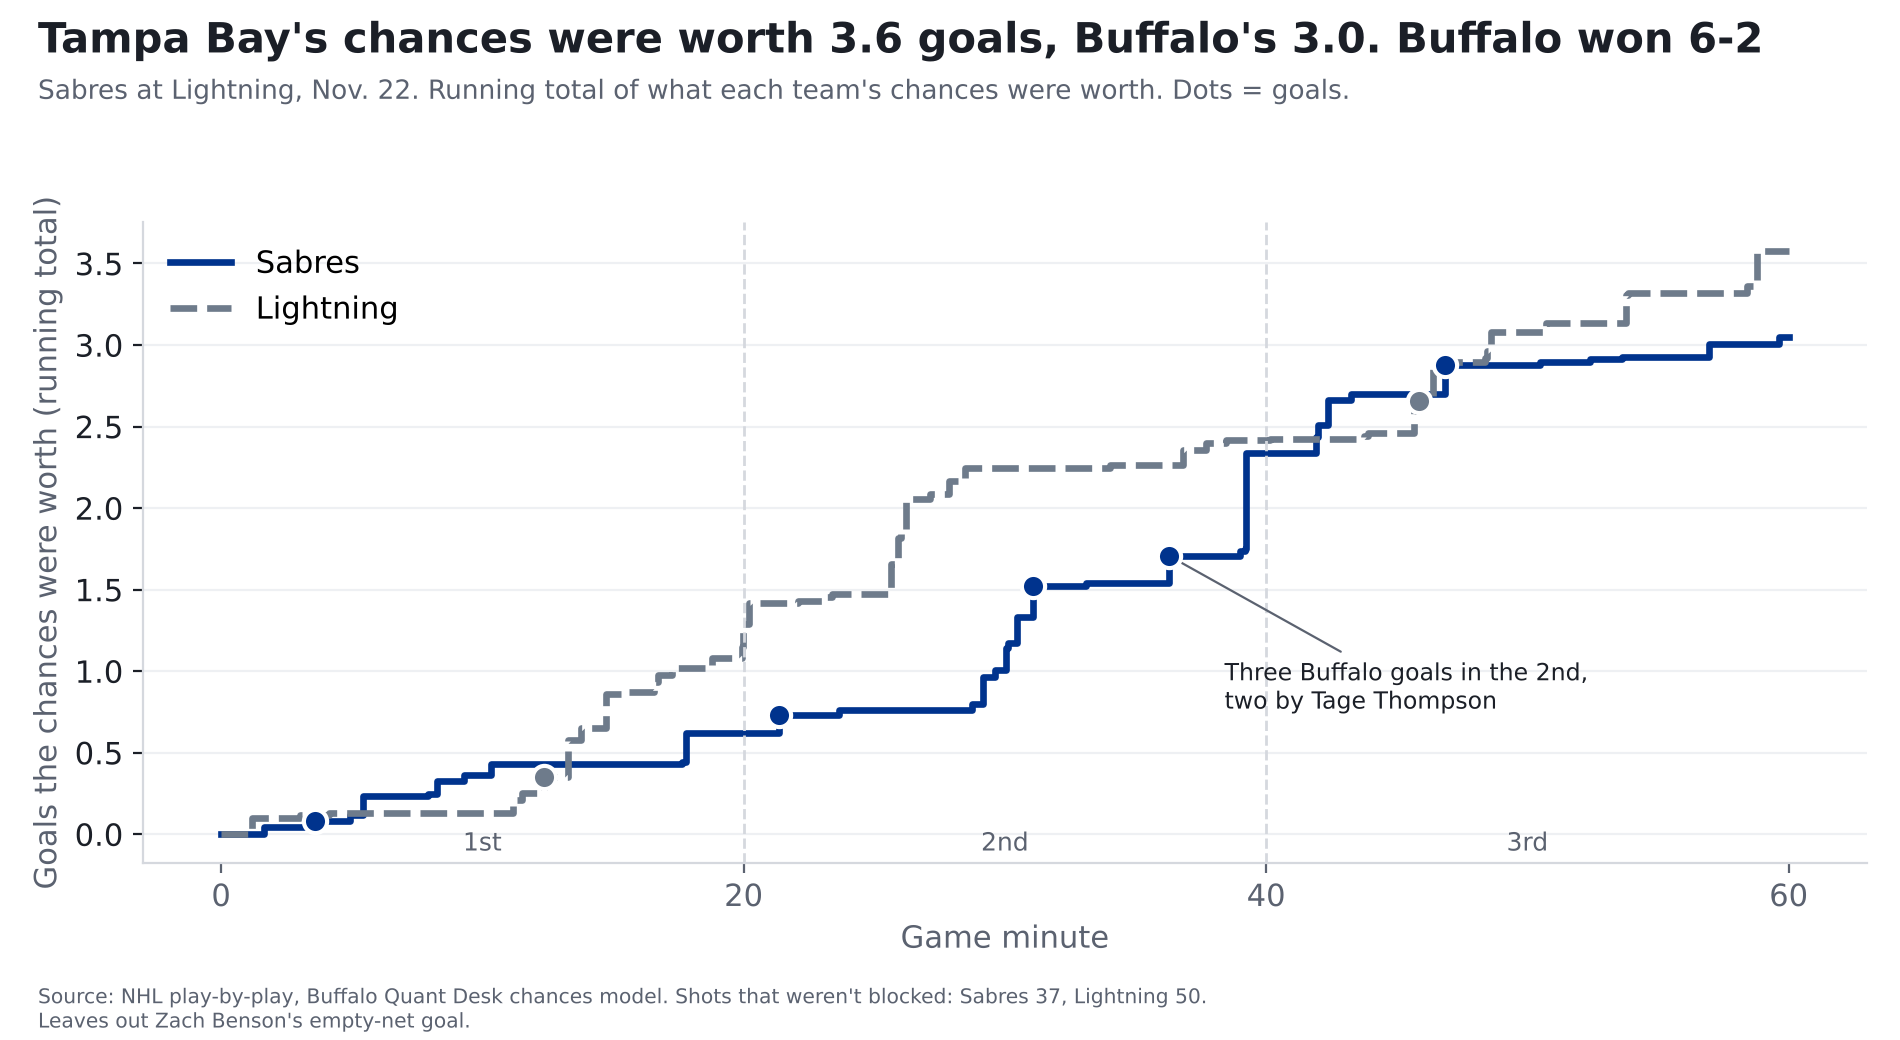 Tampa Bay's chances were worth 3.6 goals, Buffalo's 3.0. Buffalo won 6-2
Sabres at Lightning, Nov. 22. Running total of what each team's chances were worth. Dots = goals.
Goals the chances were worth (running total)
3.5
3.0
2.5
2.0
1.5
1.0
0.5
0.0
Sabres
Lightning
Three Buffalo goals in the 2nd,
two by Tage Thompson
1st
2nd
3rd
0
20
40
60
Game minute
Source: NHL play-by-play, Buffalo Quant Desk chances model. Shots that weren't blocked: Sabres 37, Lightning 50.
Leaves out Zach Benson's empty-net goal.